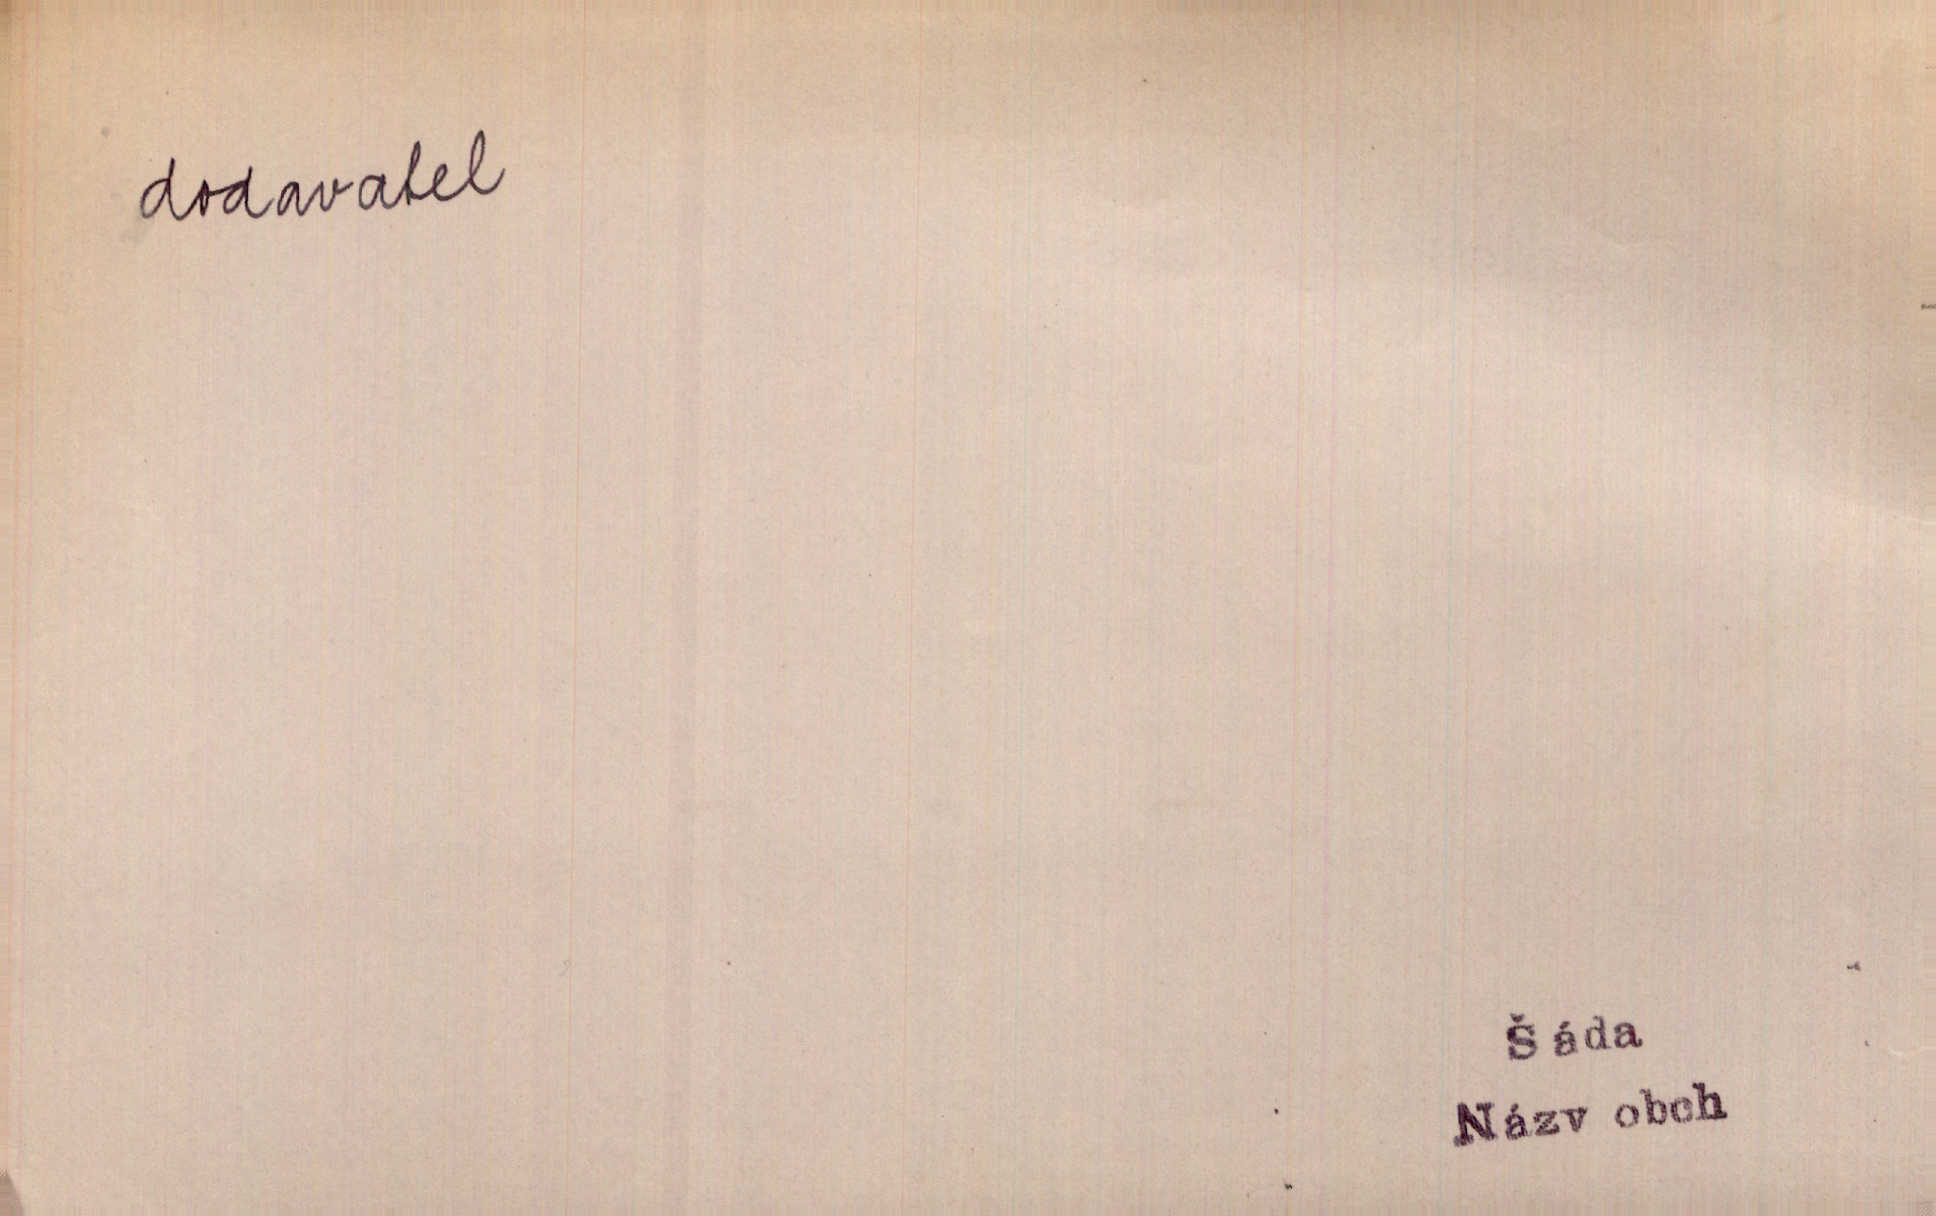 dodavatel
Šáda
Názv obch